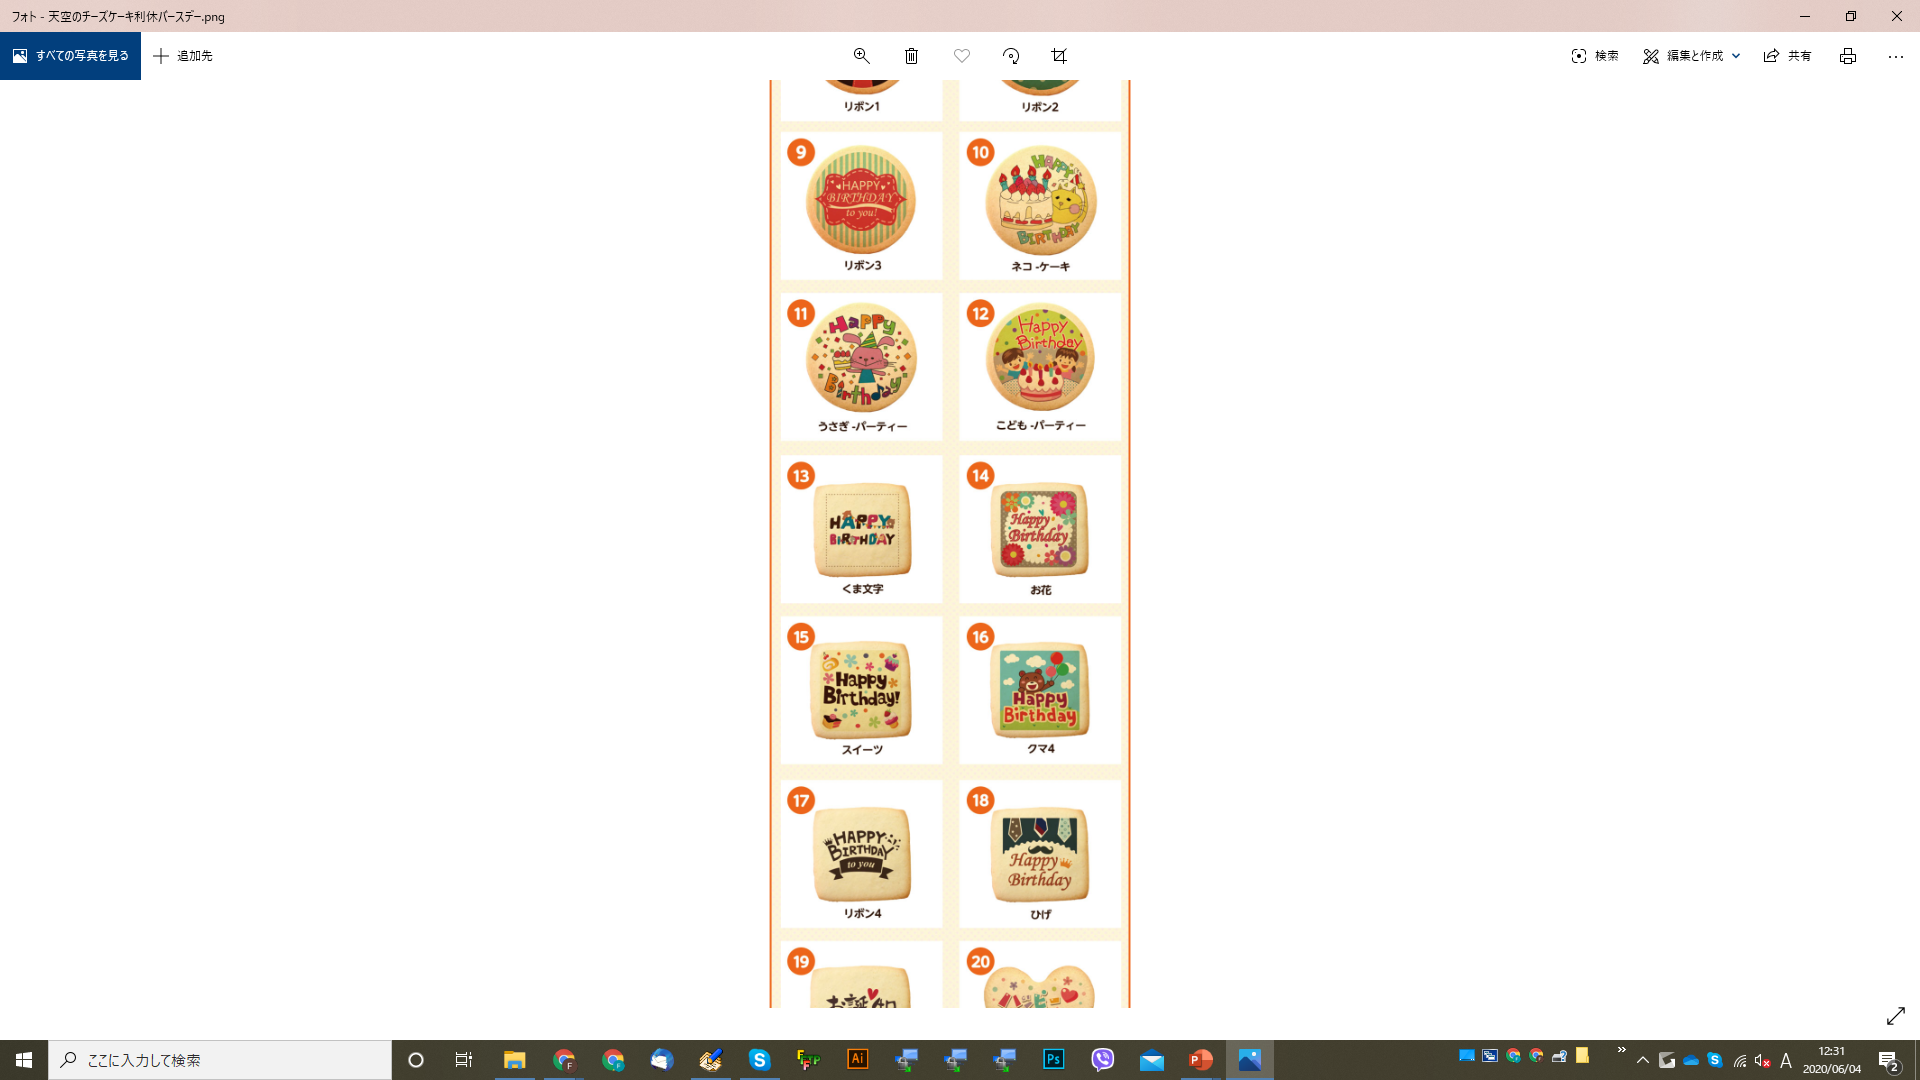 フォト - 天空のチーズケーキ利休バースデー.png
すべての写真を見る
追加先
検索
編集と作成
共有
リボン1
リボン2
9
HAPPY
BIRTHDAY
to you!
リボン3
10
HAPPY
BIRTHDAY
ネコ -ケーキ
11
Happy
Birthday
うさぎ -パーティー
12
Happy
Birthday
こども -パーティー
13
HAPPY
BIRTHDAY
くま文字
14
Happy
Birthday
お花
15
Happy
Birthday!
スイーツ
16
Happy
Birthday
クマ4
17
HAPPY
BIRTHDAY
to you
リボン4
18
Happy
Birthday
ひげ
19
20
ここに入力して検索
F
Ai
Ps
A
12:31
2020/06/04
2